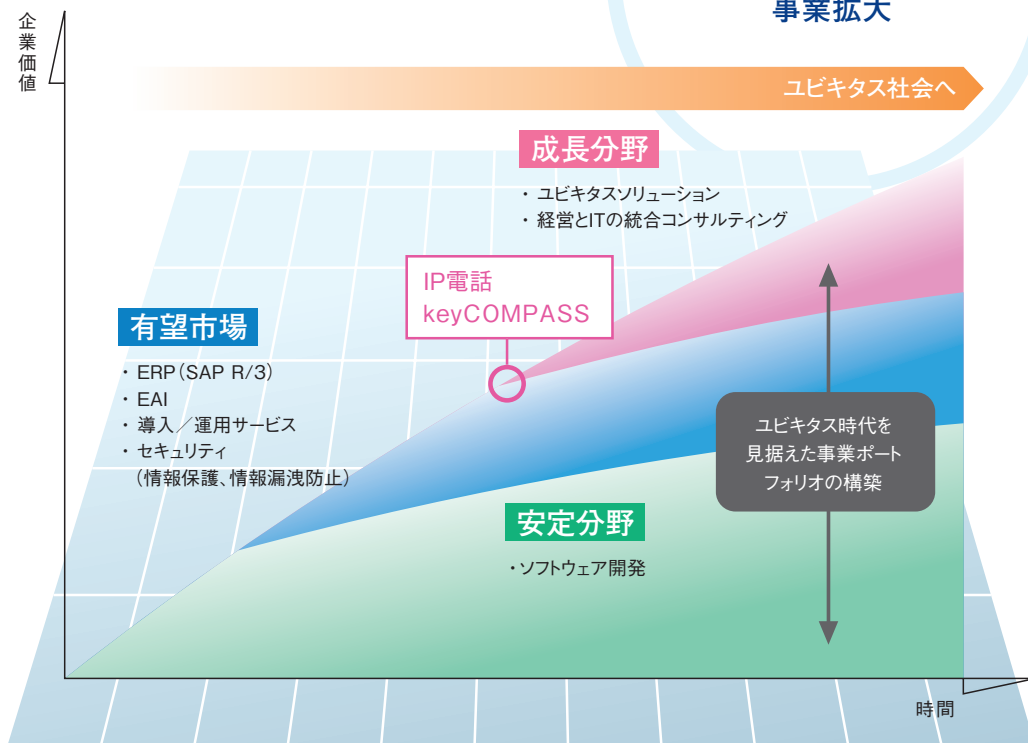 事業拡大
企業価値
ユビキタス社会へ
成長分野
・ ユビキタスソリューション
・ 経営とITの統合コンサルティング
IP電話
keyCOMPASS
有望市場
・ ERP(SAP R/3)
・ EAI
・ 導入／運用サービス
・ セキュリティ
(情報保護、情報漏洩防止)
ユビキタス時代を
見据えた事業ポート
フォリオの構築
安定分野
・ソフトウェア開発
時間